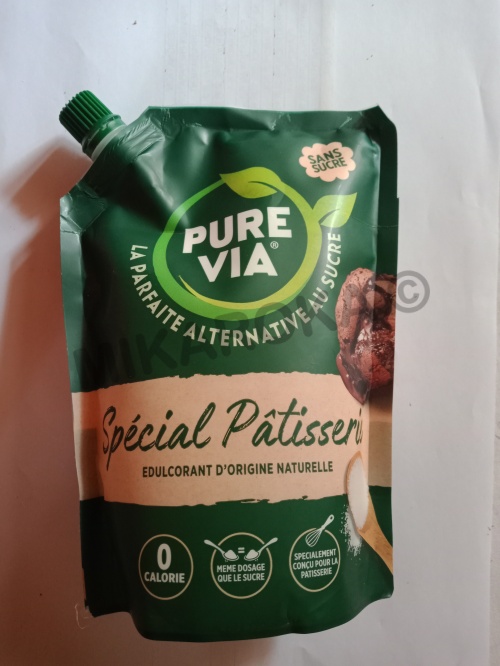 SANS
SUCRE
PURE
VIA®
LA PARFAITE ALTERNATIVE AU SUCRE
Spécial Pâtisseri
EDULCORANT D'ORIGINE NATURELLE
0
CALORIE
=
MEME DOSAGE
QUE LE SUCRE
SPECIALEMENT
CONÇU POUR LA
PATISSERIE